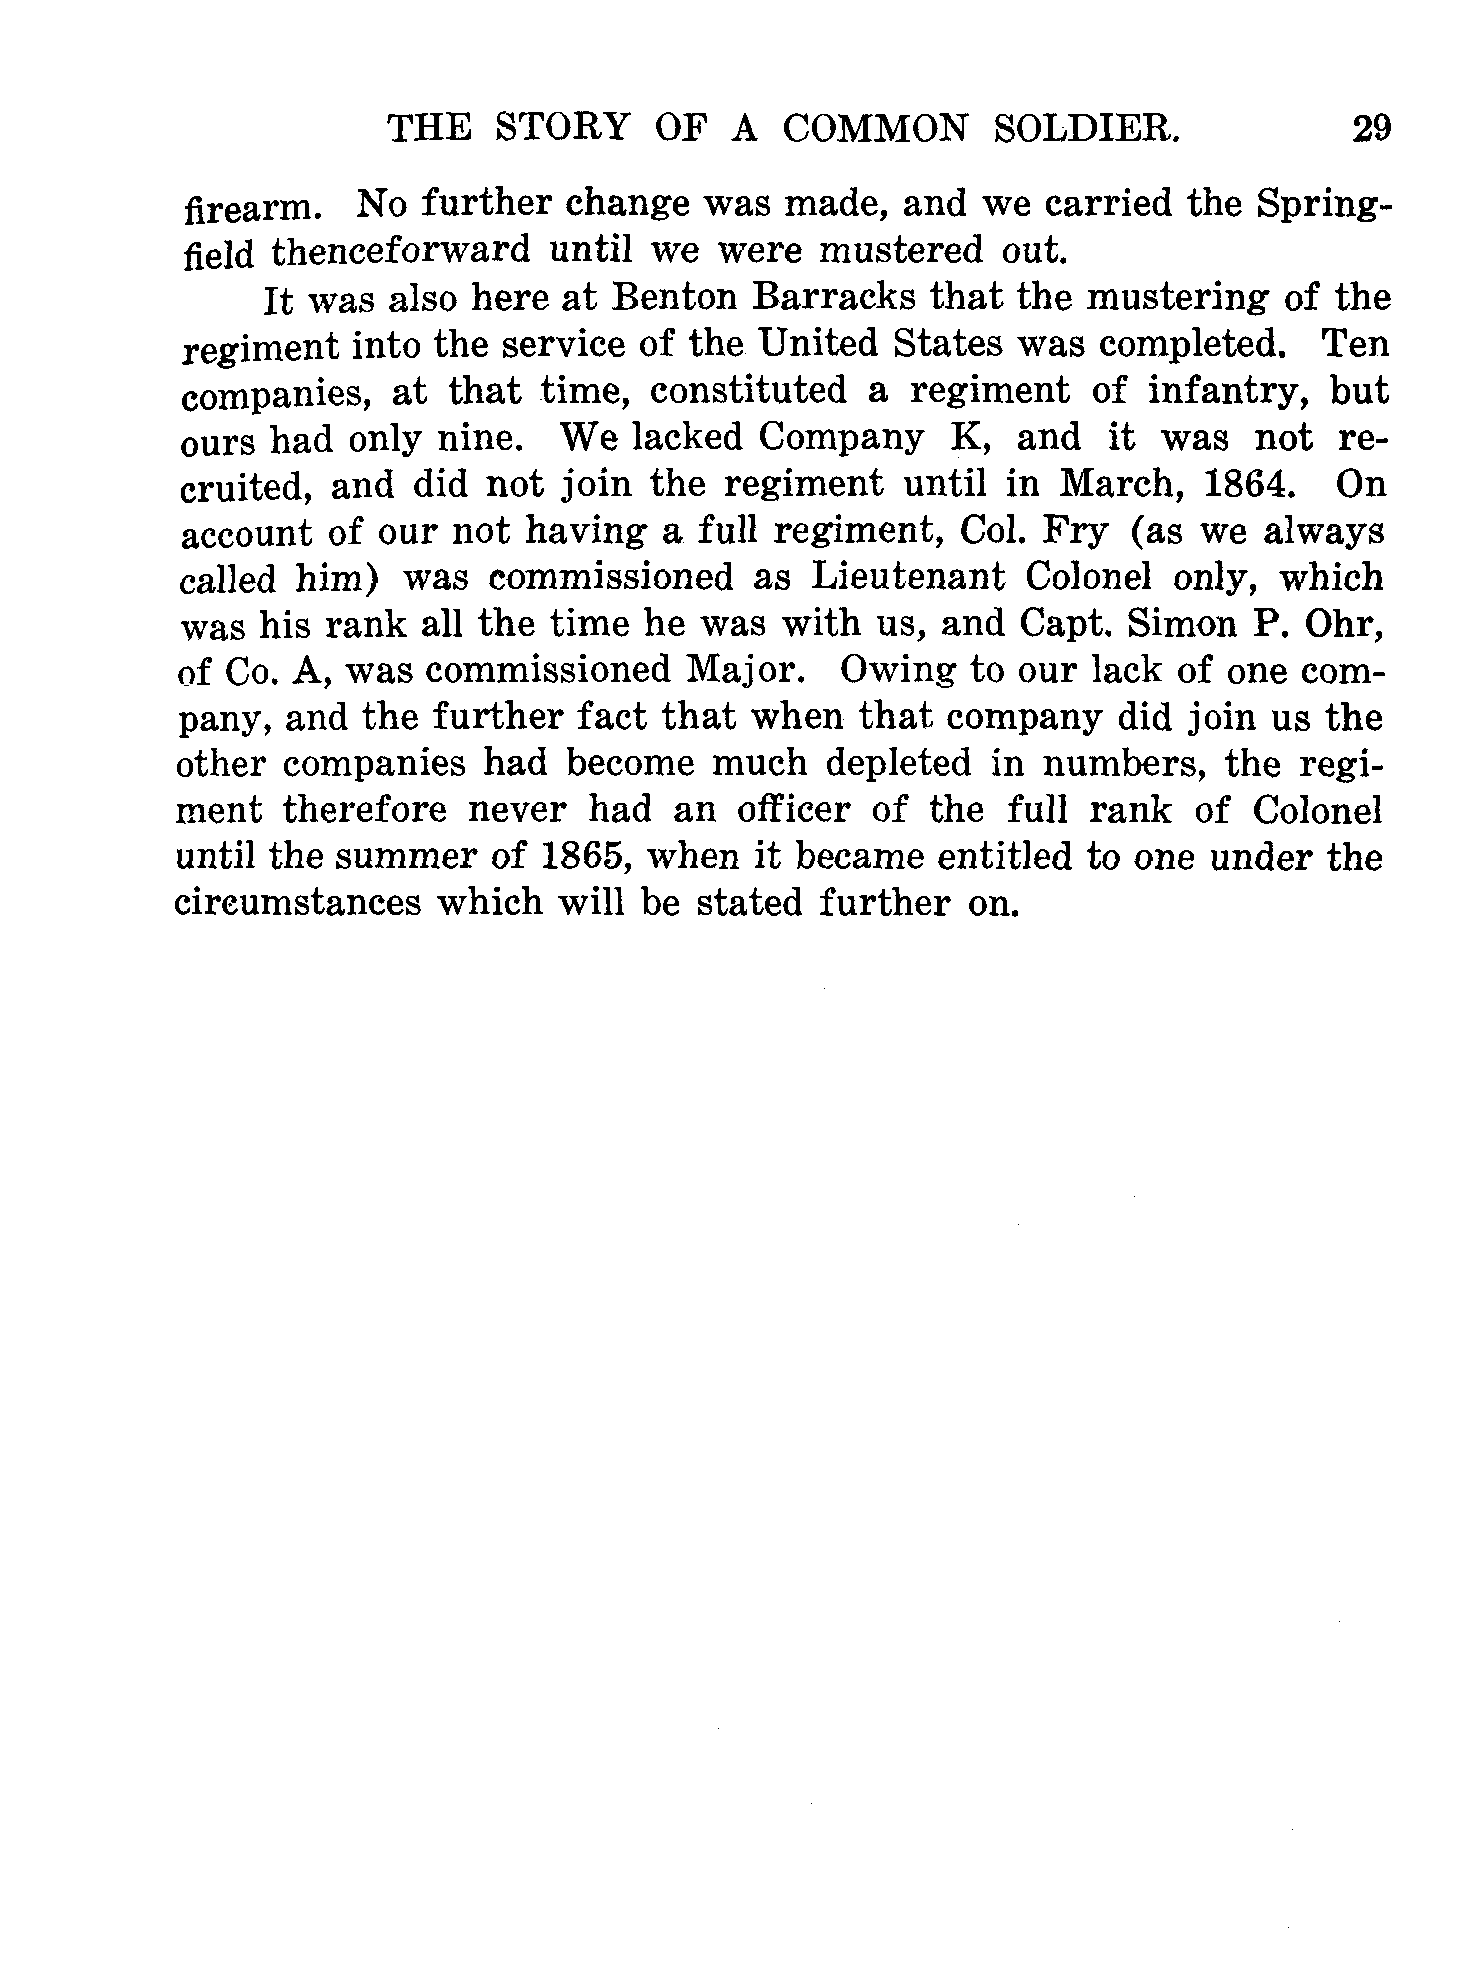 THE STORY OF A COMMON SOLDIER. 29
firearm. No further change was made, and we carried the Spring-
field thenceforward until we were mustered out.
It was also here at Benton Barracks that the mustering of the
regiment into the service of the United States was completed. Ten
companies, at that time, constituted a regiment of infantry, but
ours had only nine. We lacked Company K, and it was not re-
cruited, and did not join the regiment until in March, 1864. On
account of our not having a full regiment, Col. Fry (as we always
called him) was commissioned as Lieutenant Colonel only, which
was his rank all the time he was with us, and Capt. Simon P. Ohr,
of Co. A, was commissioned Major. Owing to our lack of one com-
pany, and the further fact that when that company did join us the
other companies had become much depleted in numbers, the regi-
ment therefore never had an officer of the full rank of Colonel
until the summer of 1865, when it became entitled to one under the
circumstances which will be stated further on.